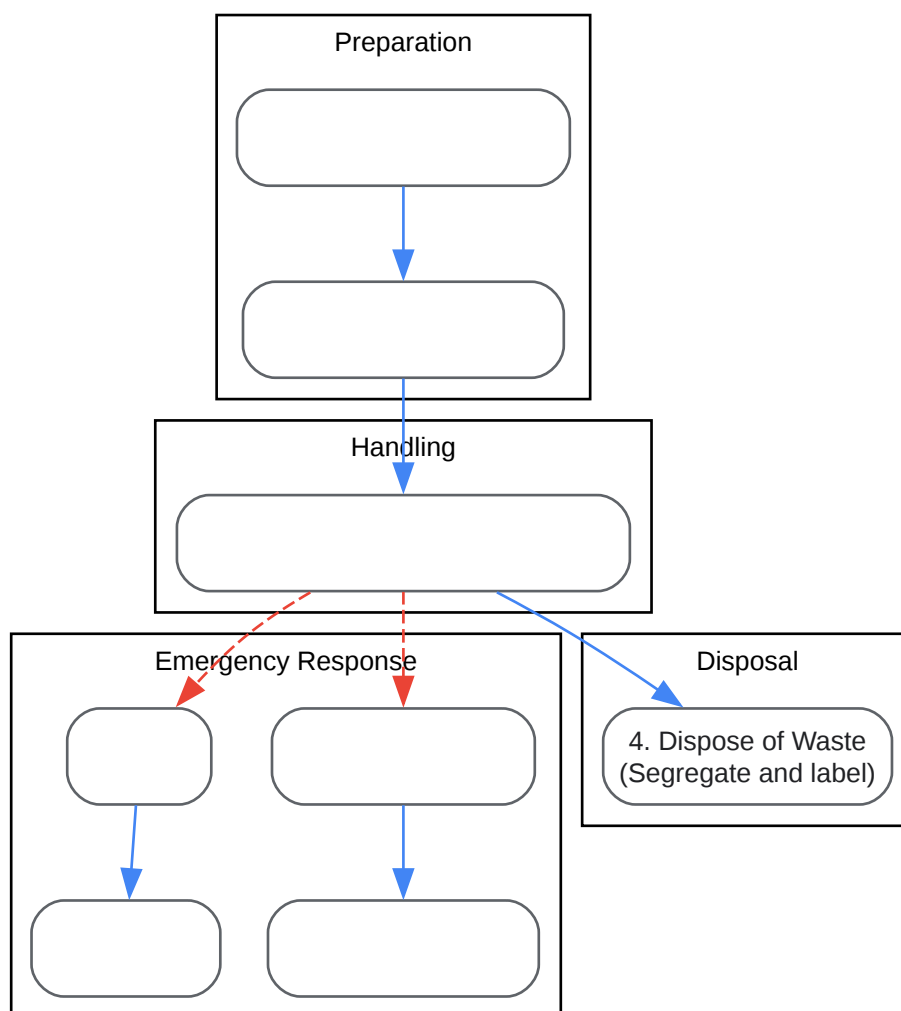 Preparation
Handling
Emergency Response
Disposal
4. Dispose of Waste
(Segregate and label)